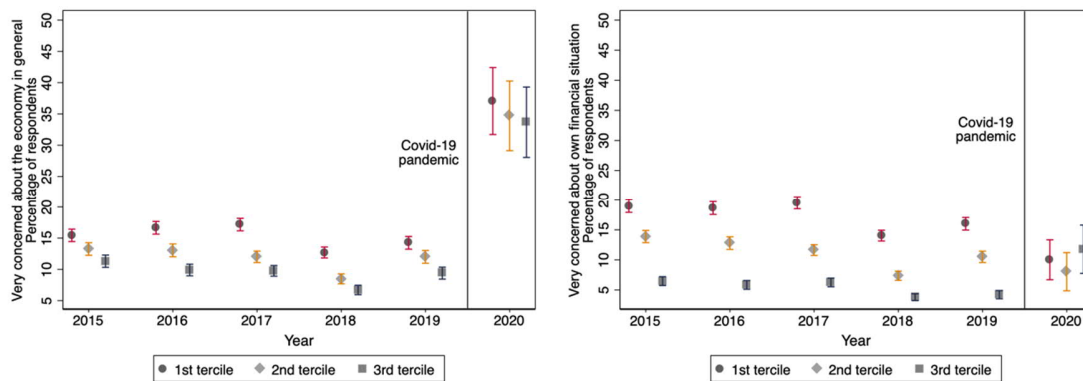 Very concerned about the economy in general
Percentage of respondents
50
45
40
35
30
25
20
15
10
5
Covid-19
pandemic
2015 2016 2017 2018 2019 2020
Year
1st tercile 2nd tercile 3rd tercile
Very concerned about own financial situation
Percentage of respondents
50
45
40
35
30
25
20
15
10
5
Covid-19
pandemic
2015 2016 2017 2018 2019 2020
Year
1st tercile 2nd tercile 3rd tercile